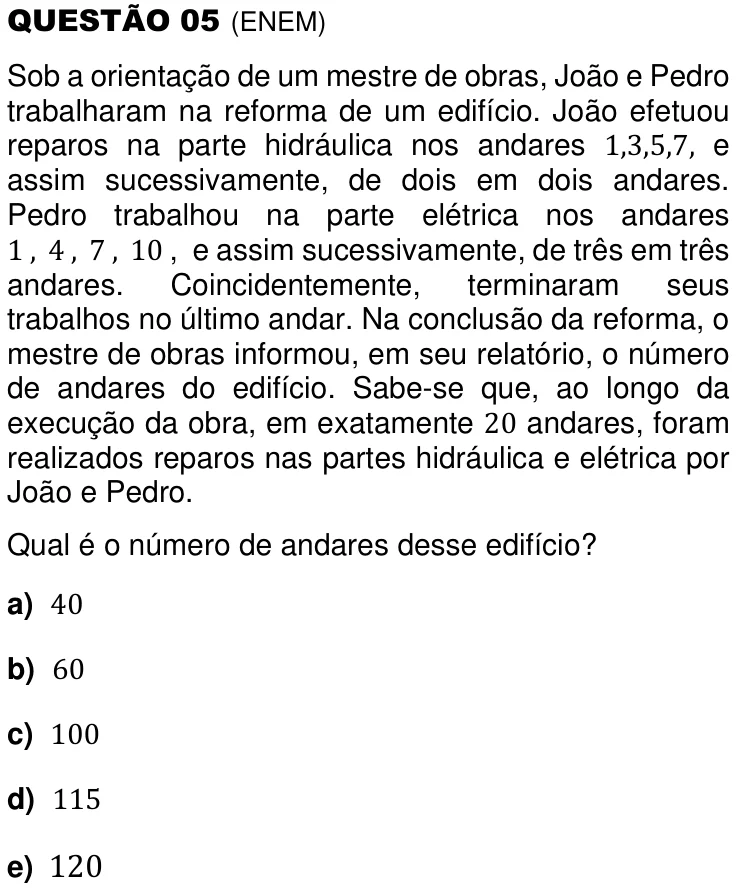 QUESTÃO 05 (ENEM)
Sob a orientação de um mestre de obras, João e Pedro
trabalharam na reforma de um edifício. João efetuou
reparos na parte hidráulica nos andares 1,3,5,7, e
assim sucessivamente, de dois em dois andares.
Pedro trabalhou na parte elétrica nos andares
1 , 4 , 7 , 10 , e assim sucessivamente, de três em três
andares. Coincidentemente, terminaram seus
trabalhos no último andar. Na conclusão da reforma, o
mestre de obras informou, em seu relatório, o número
de andares do edifício. Sabe-se que, ao longo da
execução da obra, em exatamente 20 andares, foram
realizados reparos nas partes hidráulica e elétrica por
João e Pedro.
Qual é o número de andares desse edifício?
a) 40
b) 60
c) 100
d) 115
e) 120